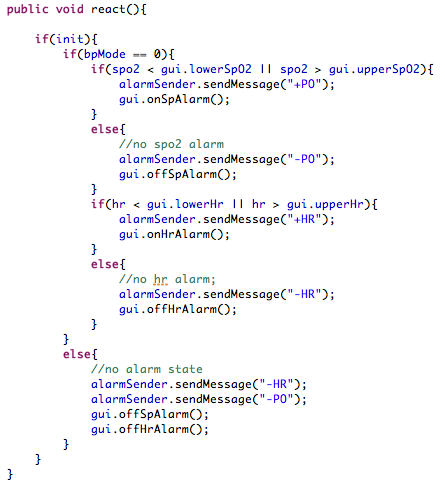 public void react(){
if(init){
if(bpMode == 0){
if(spo2 < gui.lowerSpO2 || spo2 > gui.upperSpO2){
alarmSender.sendMessage("+PO");
gui.onSpAlarm();
}
else{
//no spo2 alarm
alarmSender.sendMessage("-PO");
gui.offSpAlarm();
}
if(hr < gui.lowerHr || hr > gui.upperHr){
alarmSender.sendMessage("+HR");
gui.onHrAlarm();
}
else{
//no hr alarm;
alarmSender.sendMessage("-HR");
gui.offHrAlarm();
}
}
else{
//no alarm state
alarmSender.sendMessage("-HR");
alarmSender.sendMessage("-PO");
gui.offSpAlarm();
gui.offHrAlarm();
}
}
}